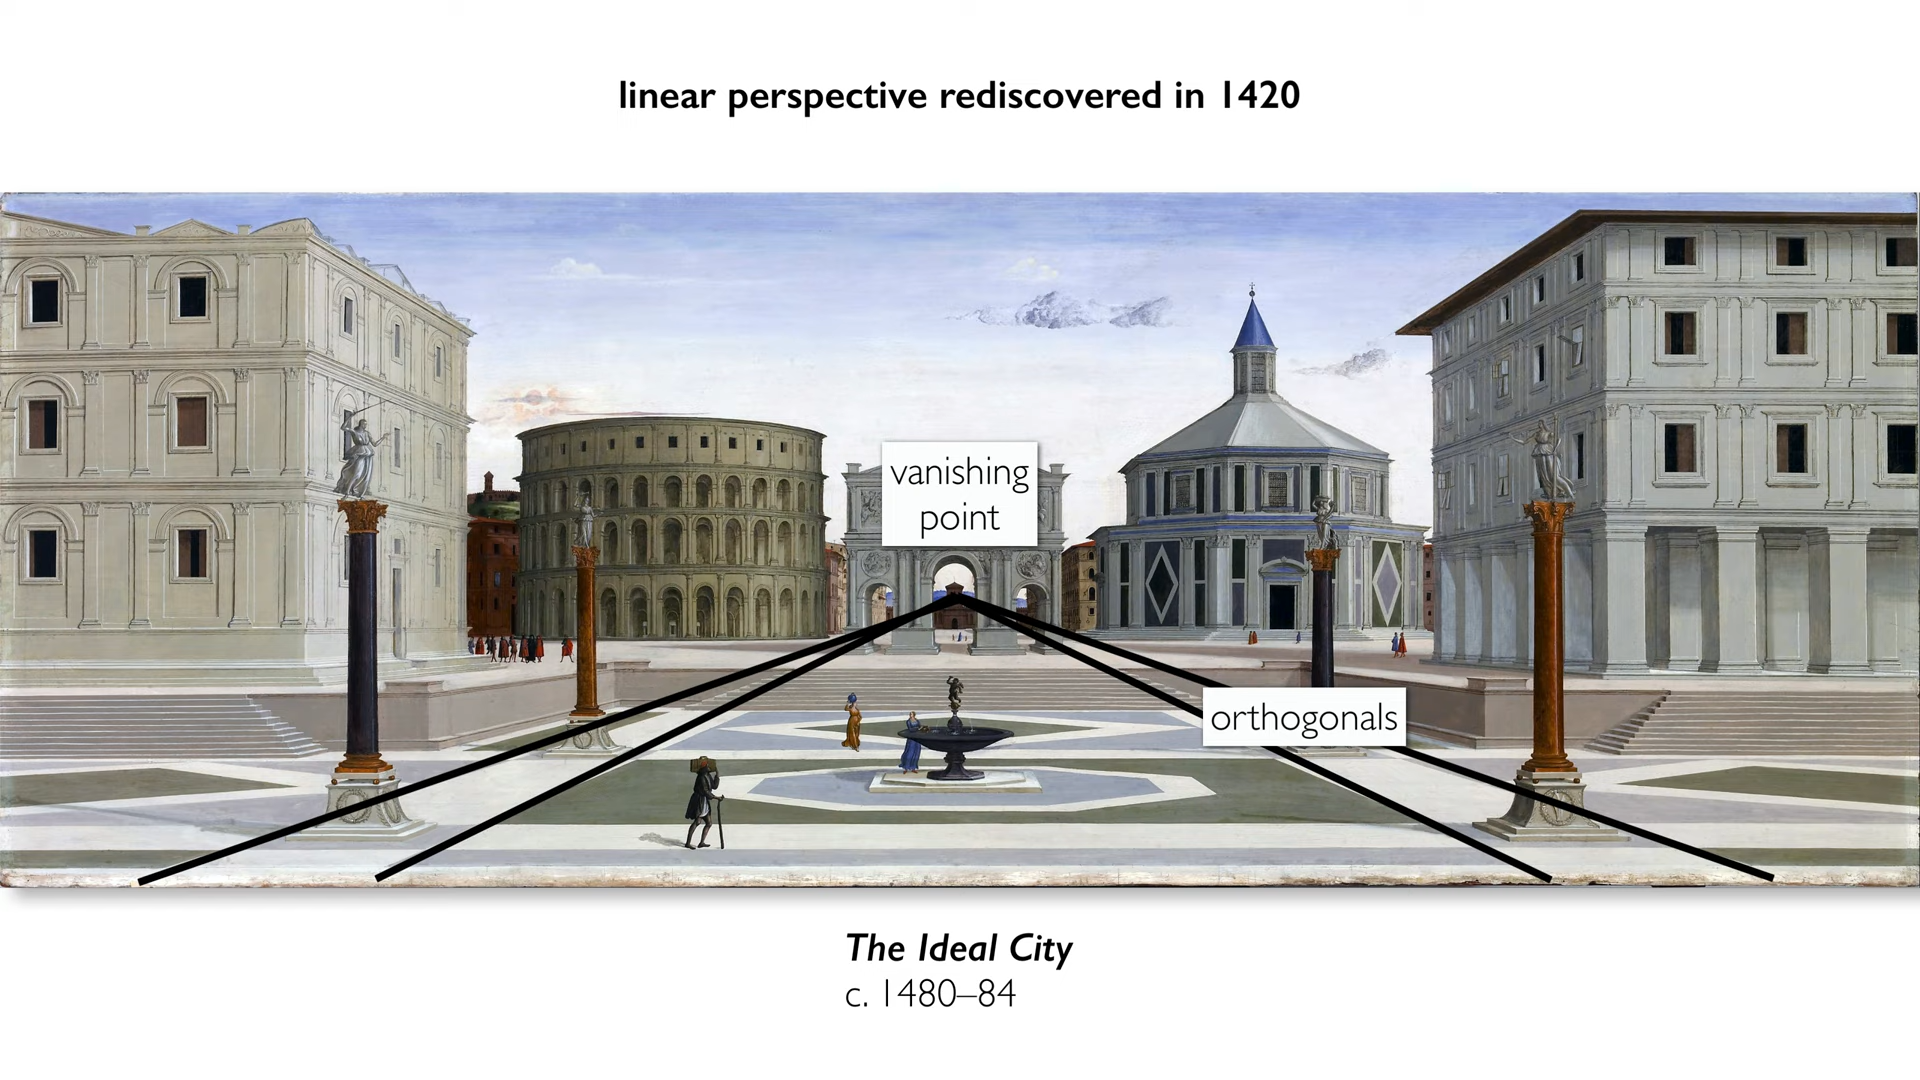 linear perspective rediscovered in 1420
vanishing
point
orthogonals
The Ideal City
c. 1480–84